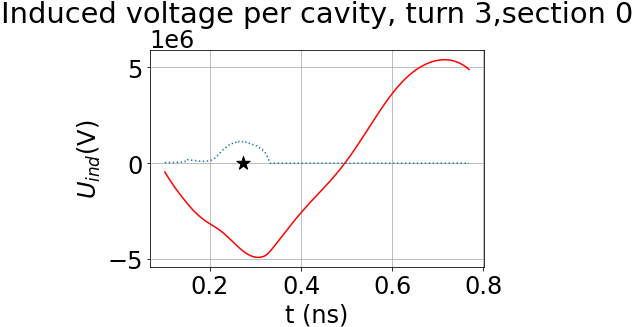 Induced voltage per cavity, turn 3,section 0
1e6
5
0
−5
U_ind(V)
0.2 0.4 0.6 0.8
t (ns)